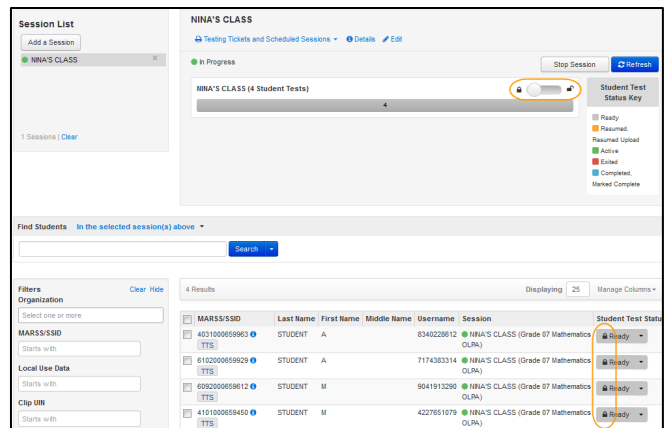 Session List
Add a Session
NINA'S CLASS
1 Sessions | Clear
NINA'S CLASS
Testing Tickets and Scheduled Sessions Details Edit
In Progress
Stop Session Refresh
NINA'S CLASS (4 Student Tests)
4
Student Test
Status Key
Ready
Resumed,
Resumed Upload
Active
Exited
Completed,
Marked Complete
Find Students In the selected session(s) above
Search
Filters Clear Hide
Organization
Select one or more
MARSS/SSID
Starts with
Local Use Data
Starts with
Clip UIN
Starts with
4 Results Displaying 25 Manage Columns
MARSS/SSID Last Name First Name Middle Name Username Session Student Test Statu
4031000659963 STUDENT A 8340228612 NINA'S CLASS (Grade 07 Mathematics Ready
TTS OLPA)
6102000659929 STUDENT A 7174383314 NINA'S CLASS (Grade 07 Mathematics Ready
TTS OLPA)
6092000659612 STUDENT M 9041913290 NINA'S CLASS (Grade 07 Mathematics Ready
TTS OLPA)
4101000659450 STUDENT M 4227651079 NINA'S CLASS (Grade 07 Mathematics Ready
TTS OLPA)